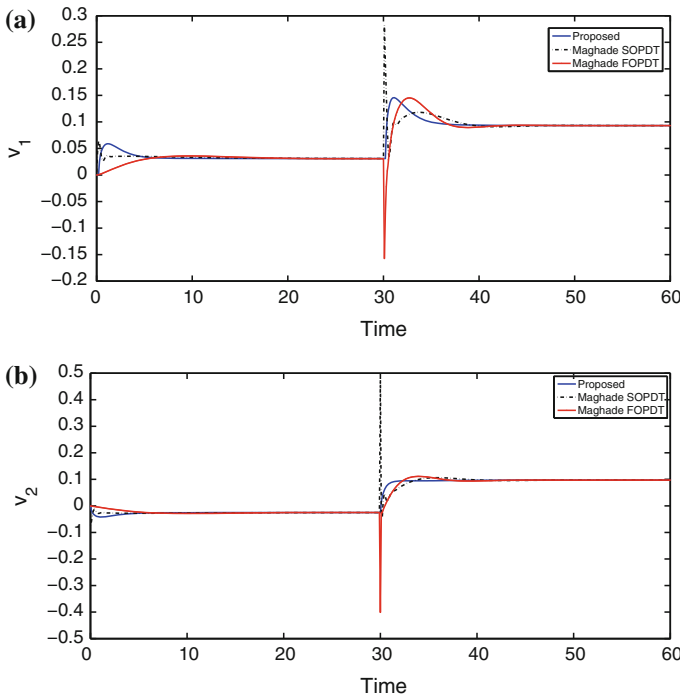 (a)
0.3
0.25
0.2
0.15
0.1
0.05
0
−0.05
−0.1
−0.15
−0.2
v1
Proposed
Maghade SOPDT
Maghade FOPDT
0 10 20 30 40 50 60
Time
(b)
0.5
0.4
0.3
0.2
0.1
0
−0.1
−0.2
−0.3
−0.4
−0.5
v2
Proposed
Maghade SOPDT
Maghade FOPDT
0 10 20 30 40 50 60
Time